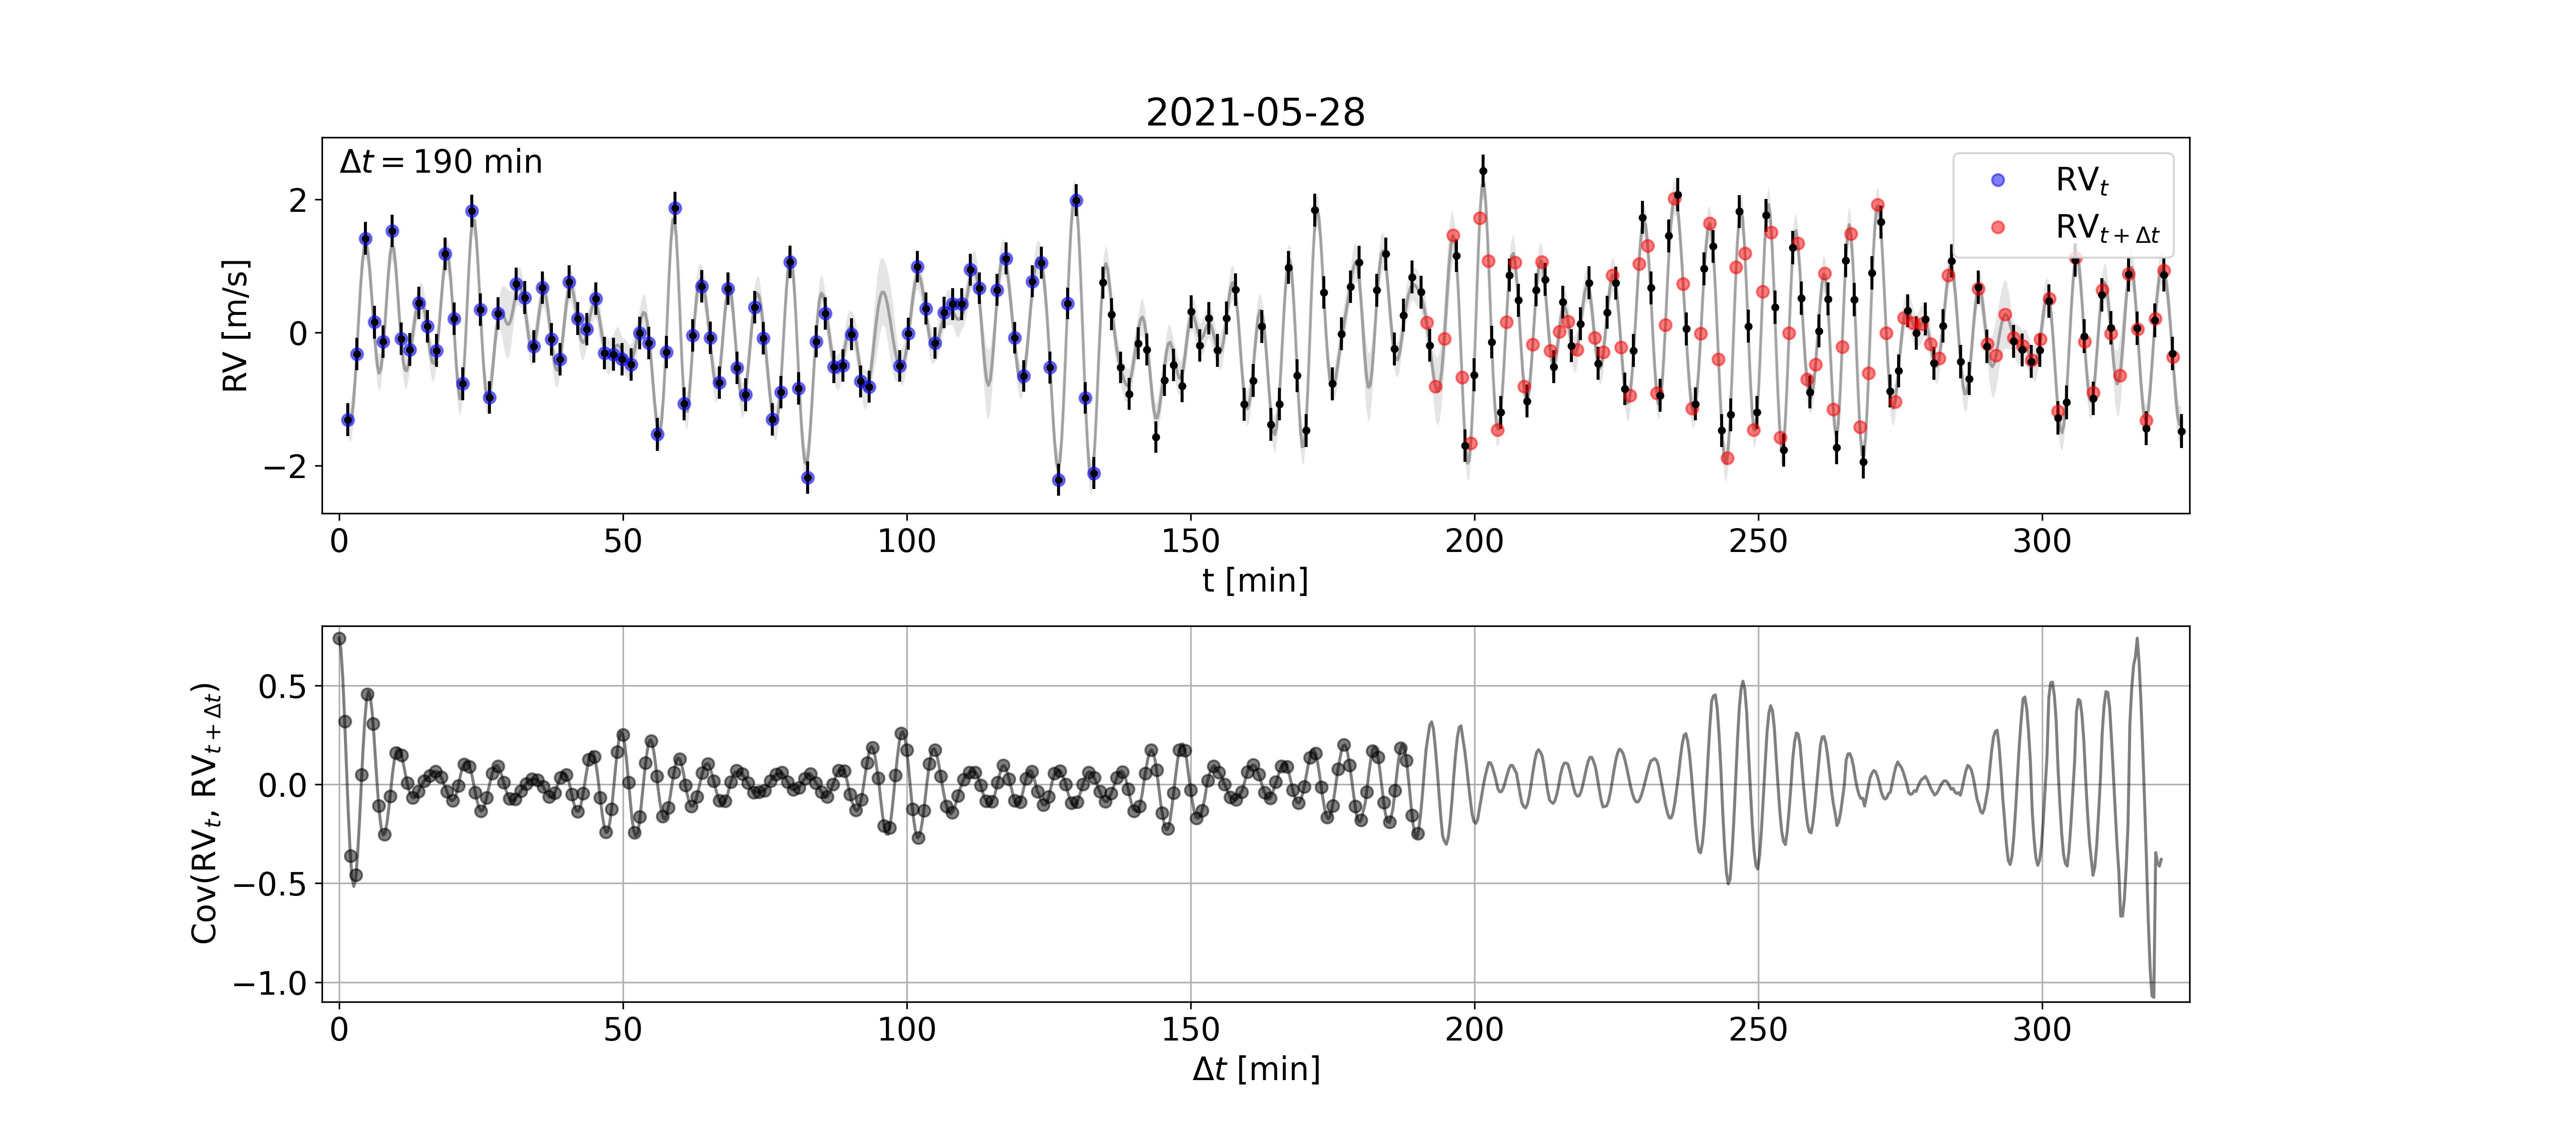 2021-05-28
Δt = 190 min
RV_t
RV_{t+Δt}
RV [m/s]
2
0
−2
0 50 100 150 200 250 300
t [min]
Cov(RV_t, RV_{t+Δt})
0.5
0.0
−0.5
−1.0
0 50 100 150 200 250 300
Δt [min]